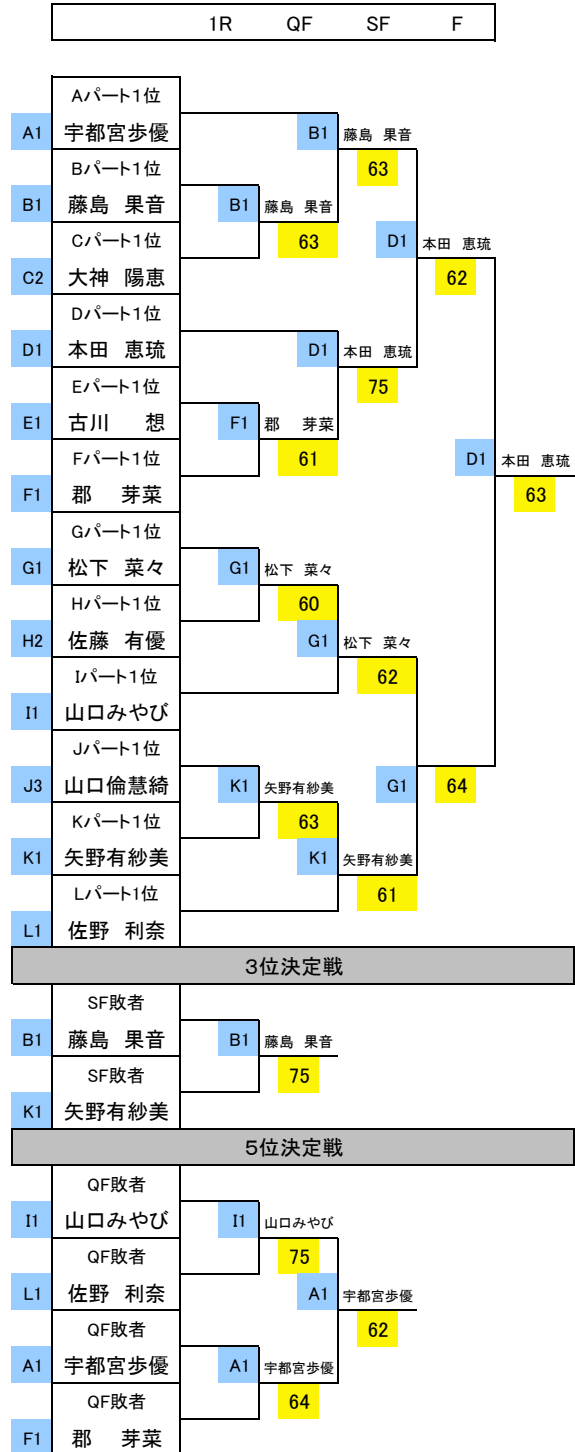 1R QF SF F
Aパート1位
A1 宇都宮歩優 B1 藤島 果音
Bパート1位 63
B1 藤島 果音 B1 藤島 果音
Cパート1位 63 D1 本田 恵琉
C2 大神 陽恵 62
Dパート1位
D1 本田 恵琉 D1 本田 恵琉
Eパート1位 75
E1 古川 想 F1 郡 芽菜
Fパート1位 61 D1 本田 恵琉
F1 郡 芽菜 63
Gパート1位
G1 松下 菜々 G1 松下 菜々
Hパート1位 60
H2 佐藤 有優 G1 松下 菜々
Iパート1位 62
I1 山口みやび
Jパート1位
J3 山口倫慧綺 K1 矢野有紗美 G1 64
Kパート1位 63
K1 矢野有紗美 K1 矢野有紗美
Lパート1位 61
L1 佐野 利奈
3位決定戦
SF敗者
B1 藤島 果音 B1 藤島 果音
SF敗者 75
K1 矢野有紗美
5位決定戦
QF敗者
I1 山口みやび I1 山口みやび
QF敗者 75
L1 佐野 利奈 A1 宇都宮歩優
QF敗者 62
A1 宇都宮歩優 A1 宇都宮歩優
QF敗者 64
F1 郡 芽菜